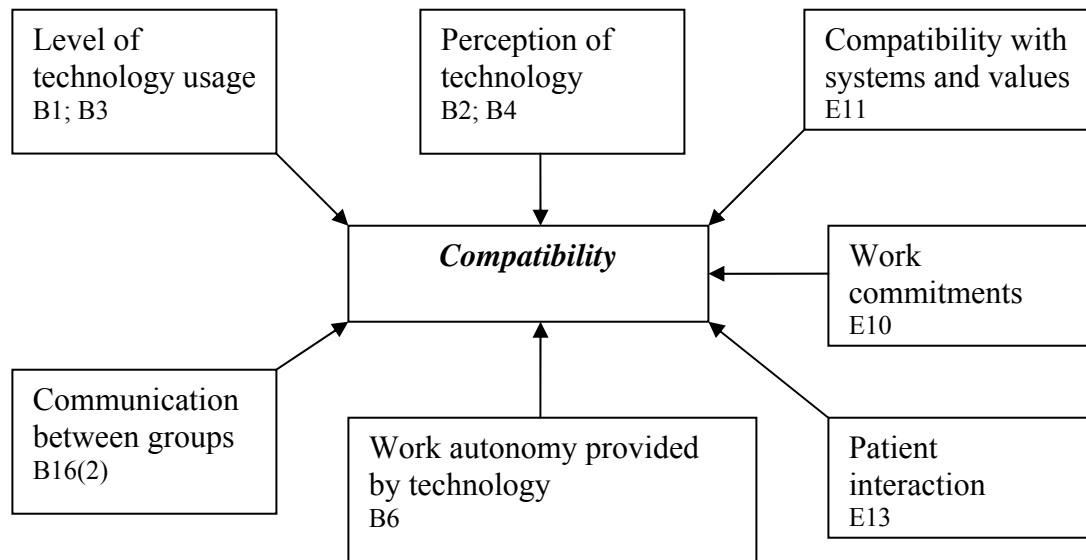 Level of
technology usage
B1; B3
Perception of
technology
B2; B4
Compatibility with
systems and values
E11
Compatibility
Work
commitments
E10
Communication
between groups
B16(2)
Work autonomy provided
by technology
B6
Patient
interaction
E13